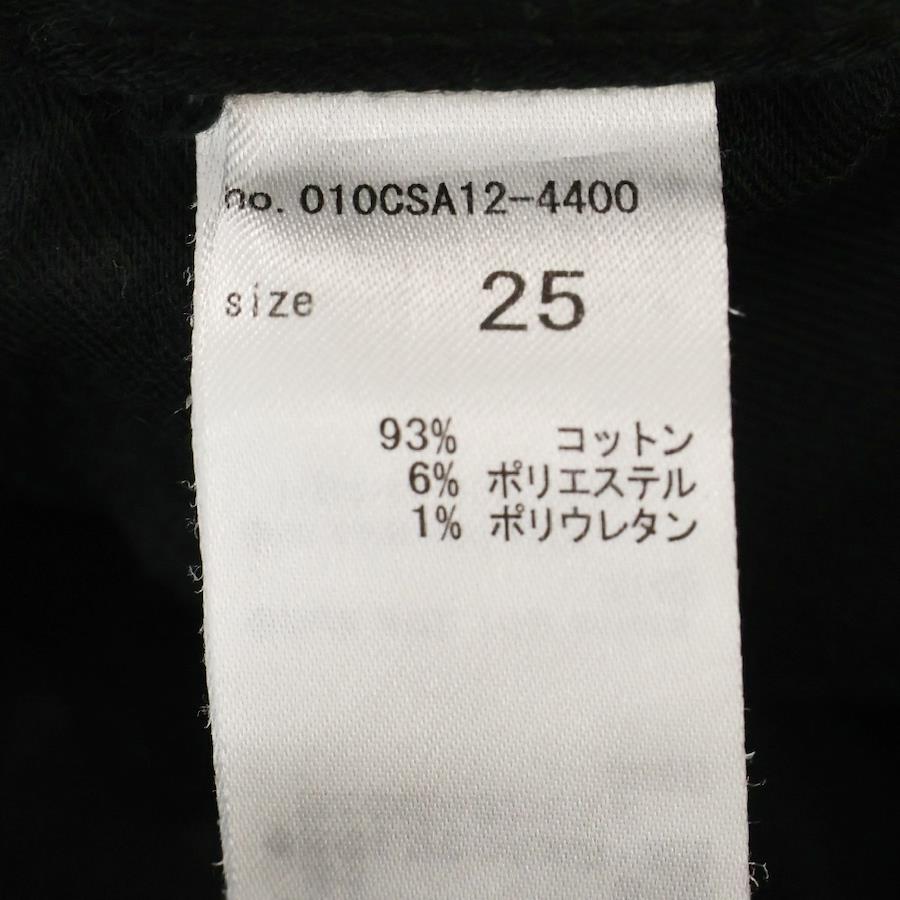 no. 010CSA12-4400
size 25
93% コットン
6% ポリエステル
1% ポリウレタン